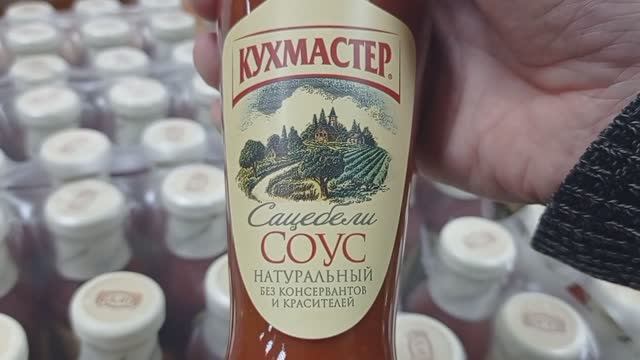 КУХМАСТЕР
Сацебели
СОУС
НАТУРАЛЬНЫЙ
БЕЗ КОНСЕРВАНТОВ
И КРАСИТЕЛЕЙ